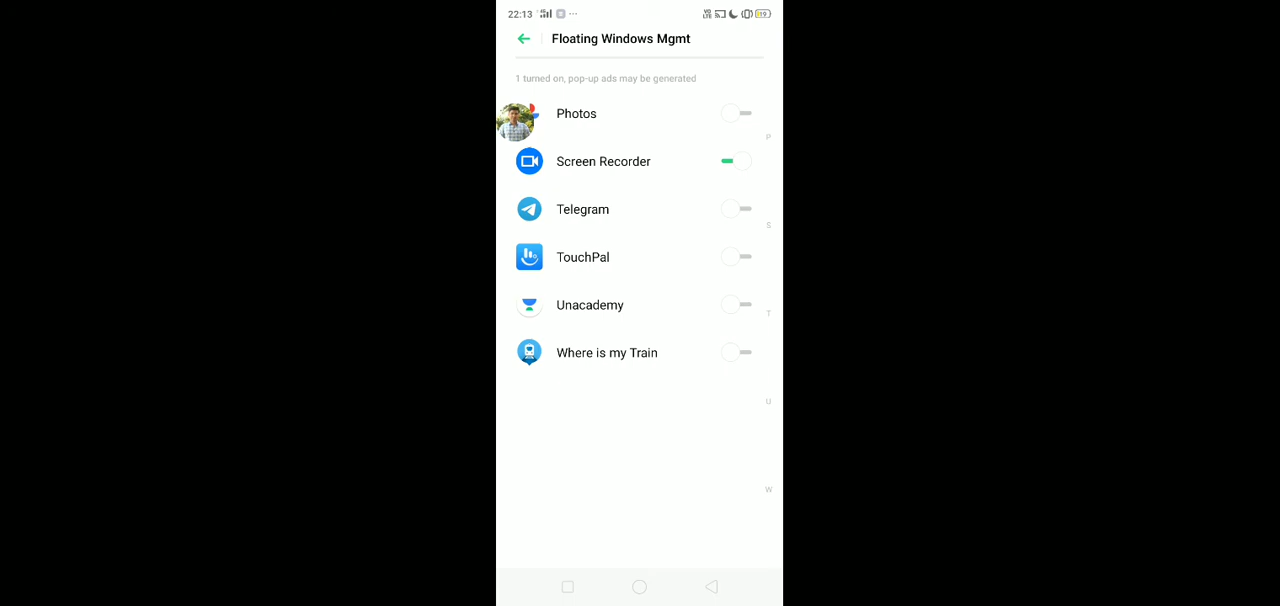 22:13
Floating Windows Mgmt
1 turned on, pop-up ads may be generated
Photos
P
Screen Recorder
Telegram
S
TouchPal
Unacademy
T
Where is my Train
U
W